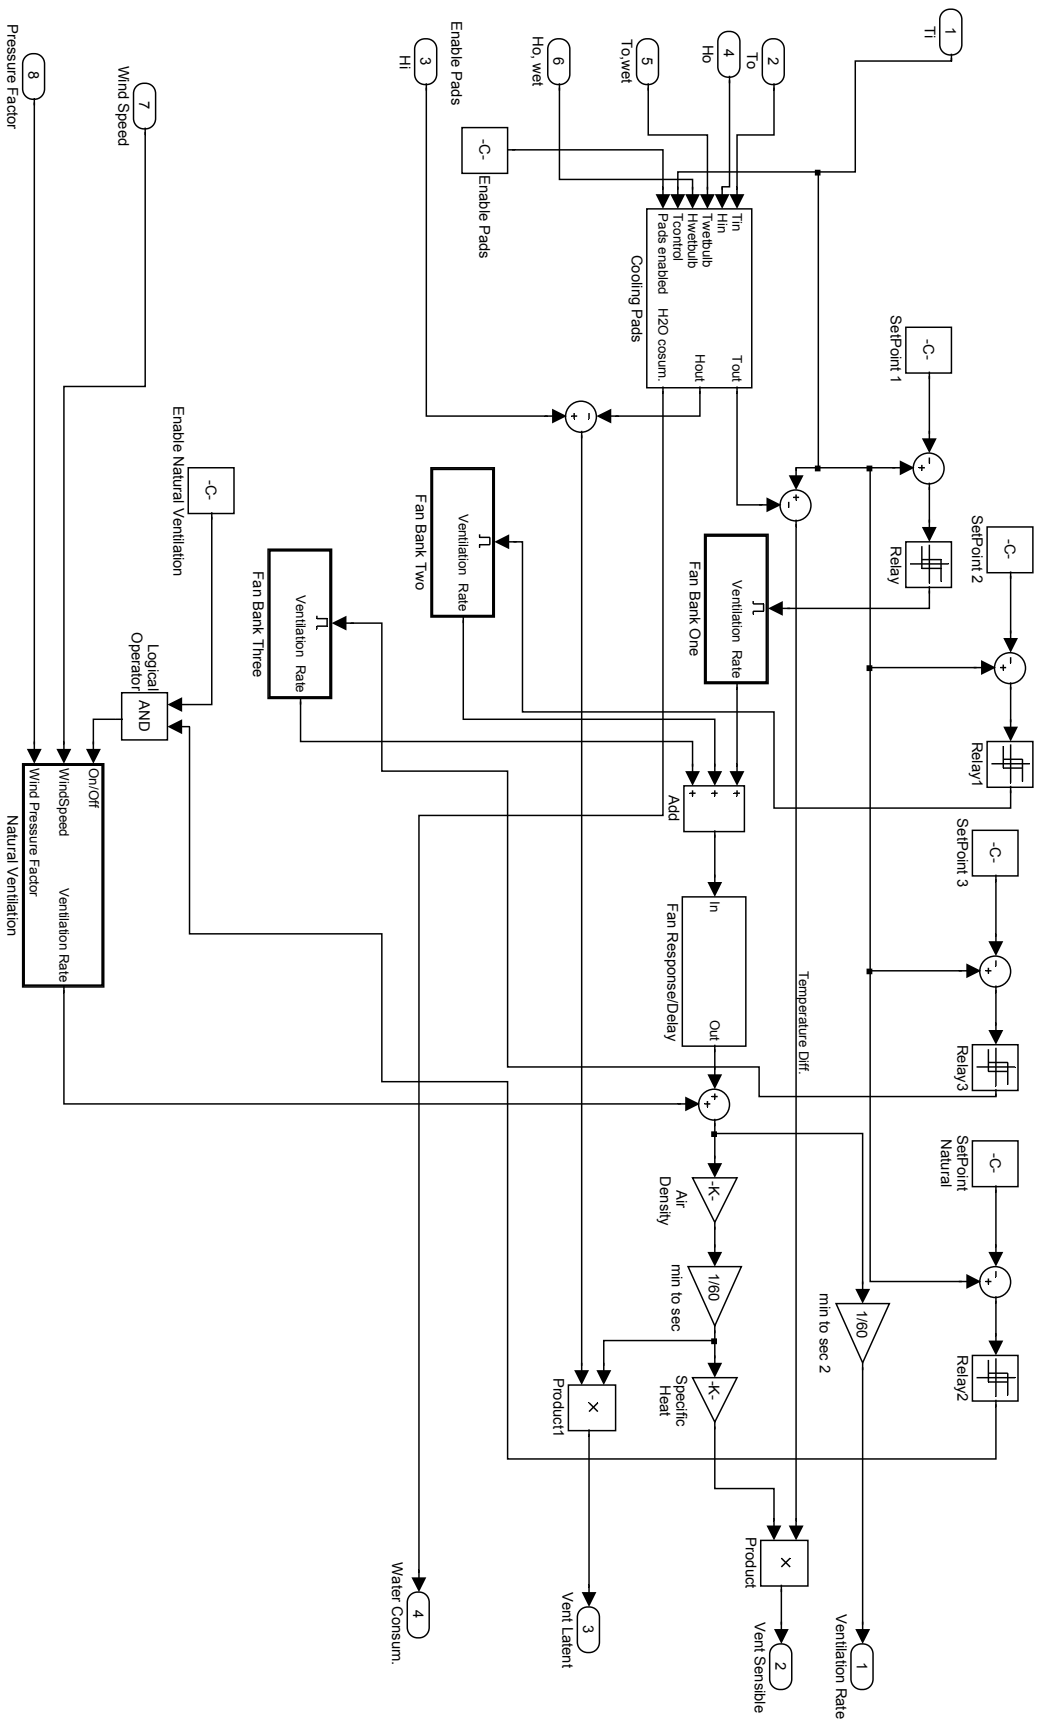 1
Ti
2
To
4
Ho
5
To,wet
6
Ho, wet
Enable Pads
3
Hi
-C-
Enable Pads
7
Wind Speed
8
Pressure Factor
Tin
Hin
Twetbulb
Hwetbulb
Tcontrol
Pads enabled
Tout
Hout
H2O cosum.
Cooling Pads
-C-
SetPoint 1
-
+
Relay
-C-
SetPoint 2
-
+
Relay1
-C-
SetPoint 3
-
+
Relay3
-C-
SetPoint
Natural
-
+
Relay2
+
-
-
+
Ventilation Rate
Fan Bank One
Ventilation Rate
Fan Bank Two
Ventilation Rate
Fan Bank Three
-C-
Enable Natural Ventilation
AND
Logical
Operator
On/Off
WindSpeed
Wind Pressure Factor
Ventilation Rate
Natural Ventilation
+
+
+
Add
In
Out
Fan Response/Delay
Temperature Diff.
+
+
-K-
Air
Density
1/60
min to sec
-K-
Specific
Heat
1/60
min to sec 2
×
Product1
×
Product
1
Ventilation Rate
2
Vent Sensible
3
Vent Latent
4
Water Consum.